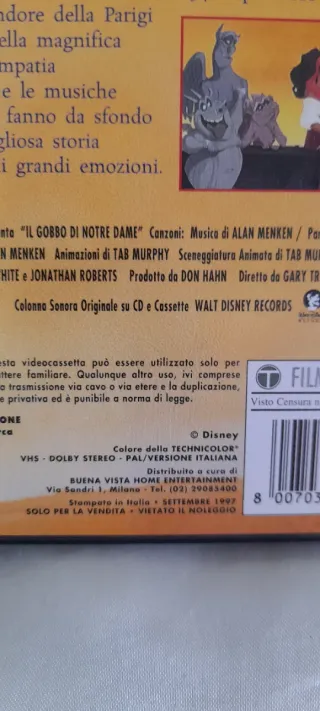 ndore della Parigi
ella magnifica
mpatia
e le musiche
fanno da sfondo
gliosa storia
i grandi emozioni.
"IL GOBBO DI NOTRE DAME" Canzoni: Musica di ALAN MENKEN /
MENKEN Animazioni di TAB MURPHY Sceneggiatura Animata di TAB
HITE e JONATHAN ROBERTS Prodotto da DON HAHN Diretto da GARY
Colonna Sonora Originale su CD e Cassette WALT DISNEY RECORDS
sta videocassetta può essere utilizzato solo per
attere familiare. Qualunque altro uso, ivi comprese
a trasmissione via cavo o via etere e la duplicazione,
e privativa ed è punibile a norma di legge.
T FILM
Visto Censura n
IONE
rca
© Disney
Colore della TECHNICOLOR®
VHS - DOLBY STEREO - PAL/VERSIONE ITALIANA
Distribuito a cura di
BUENA VISTA HOME ENTERTAINMENT
Via Sandri 1, Milano - Tel. (02) 29085400
Stampato in Italia • SETTEMBRE 1997
SOLO PER LA VENDITA • VIETATO IL NOLEGGIO
8 00703